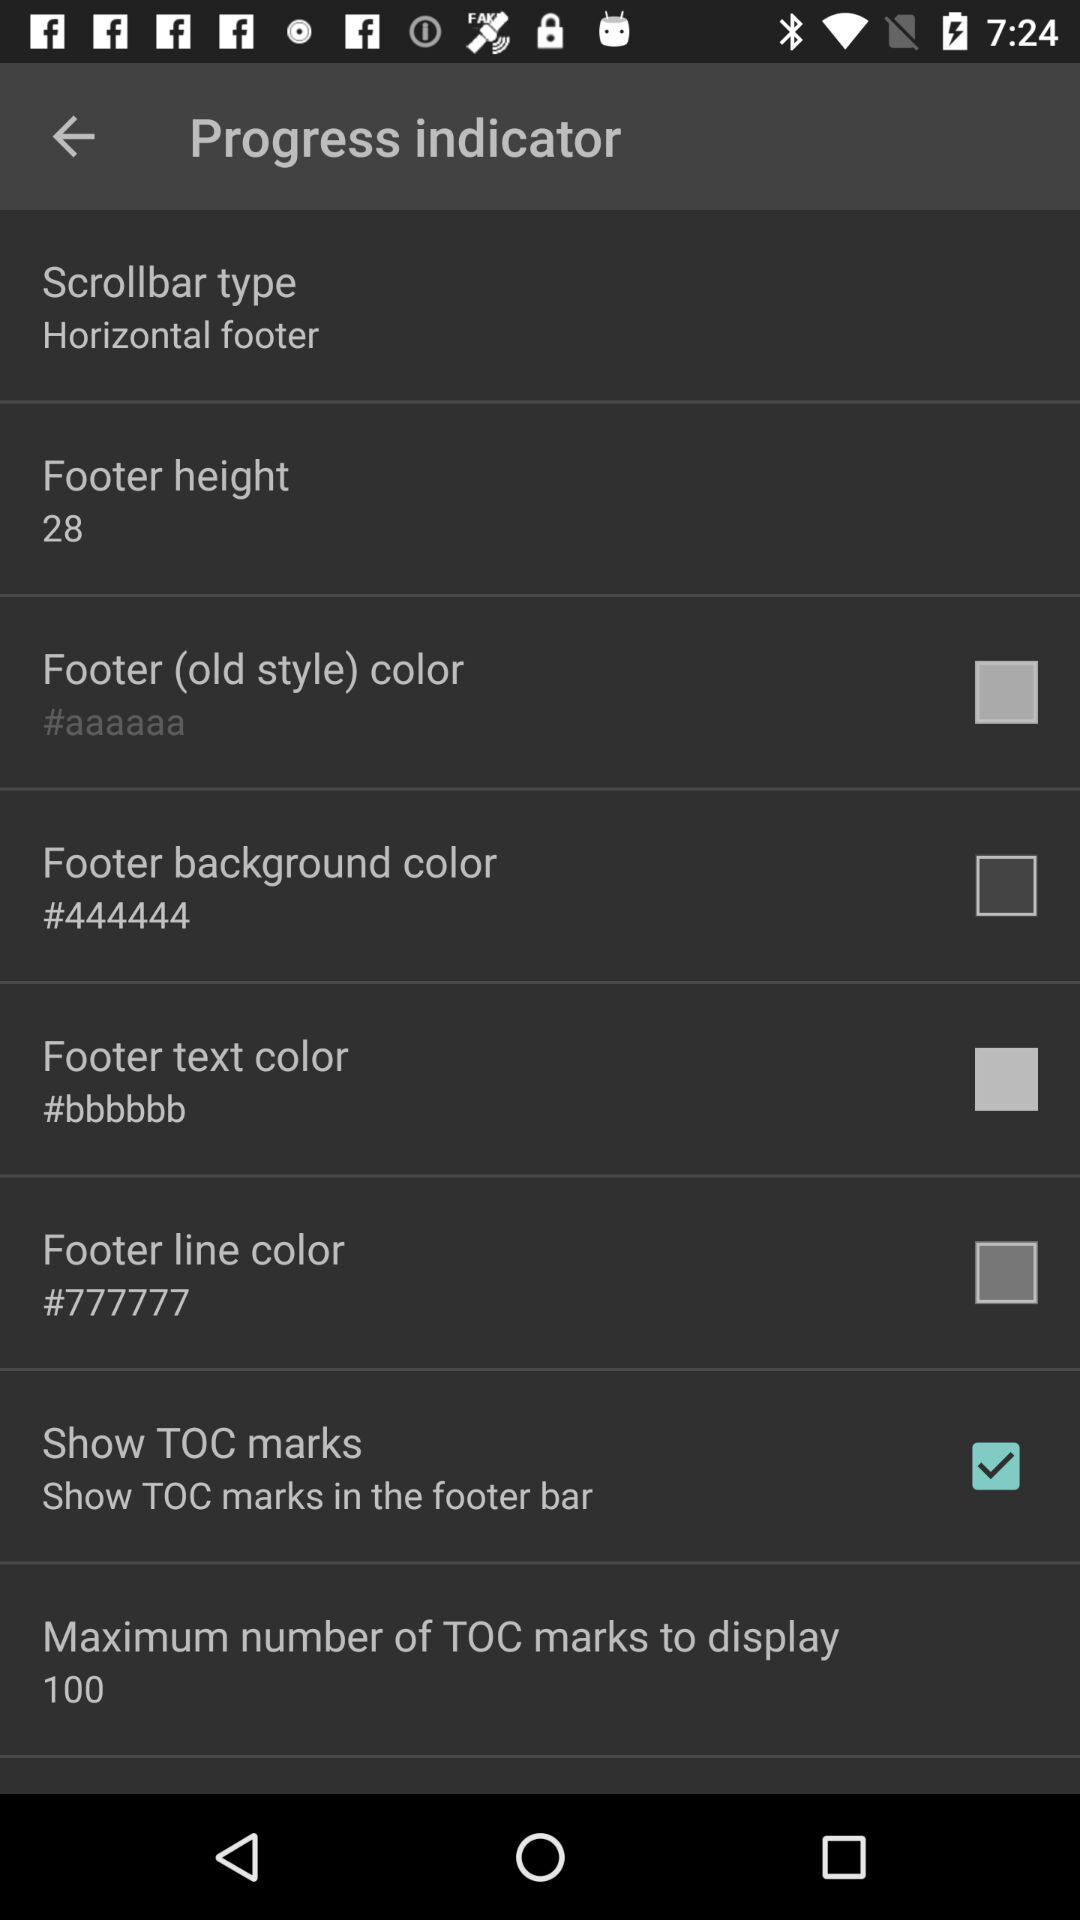 FAKE
7:24
Progress indicator
Scrollbar type
Horizontal footer
Footer height
28
Footer (old style) color
#aaaaaa
Footer background color
#444444
Footer text color
#bbbbbb
Footer line color
#777777
Show TOC marks
Show TOC marks in the footer bar
Maximum number of TOC marks to display
100